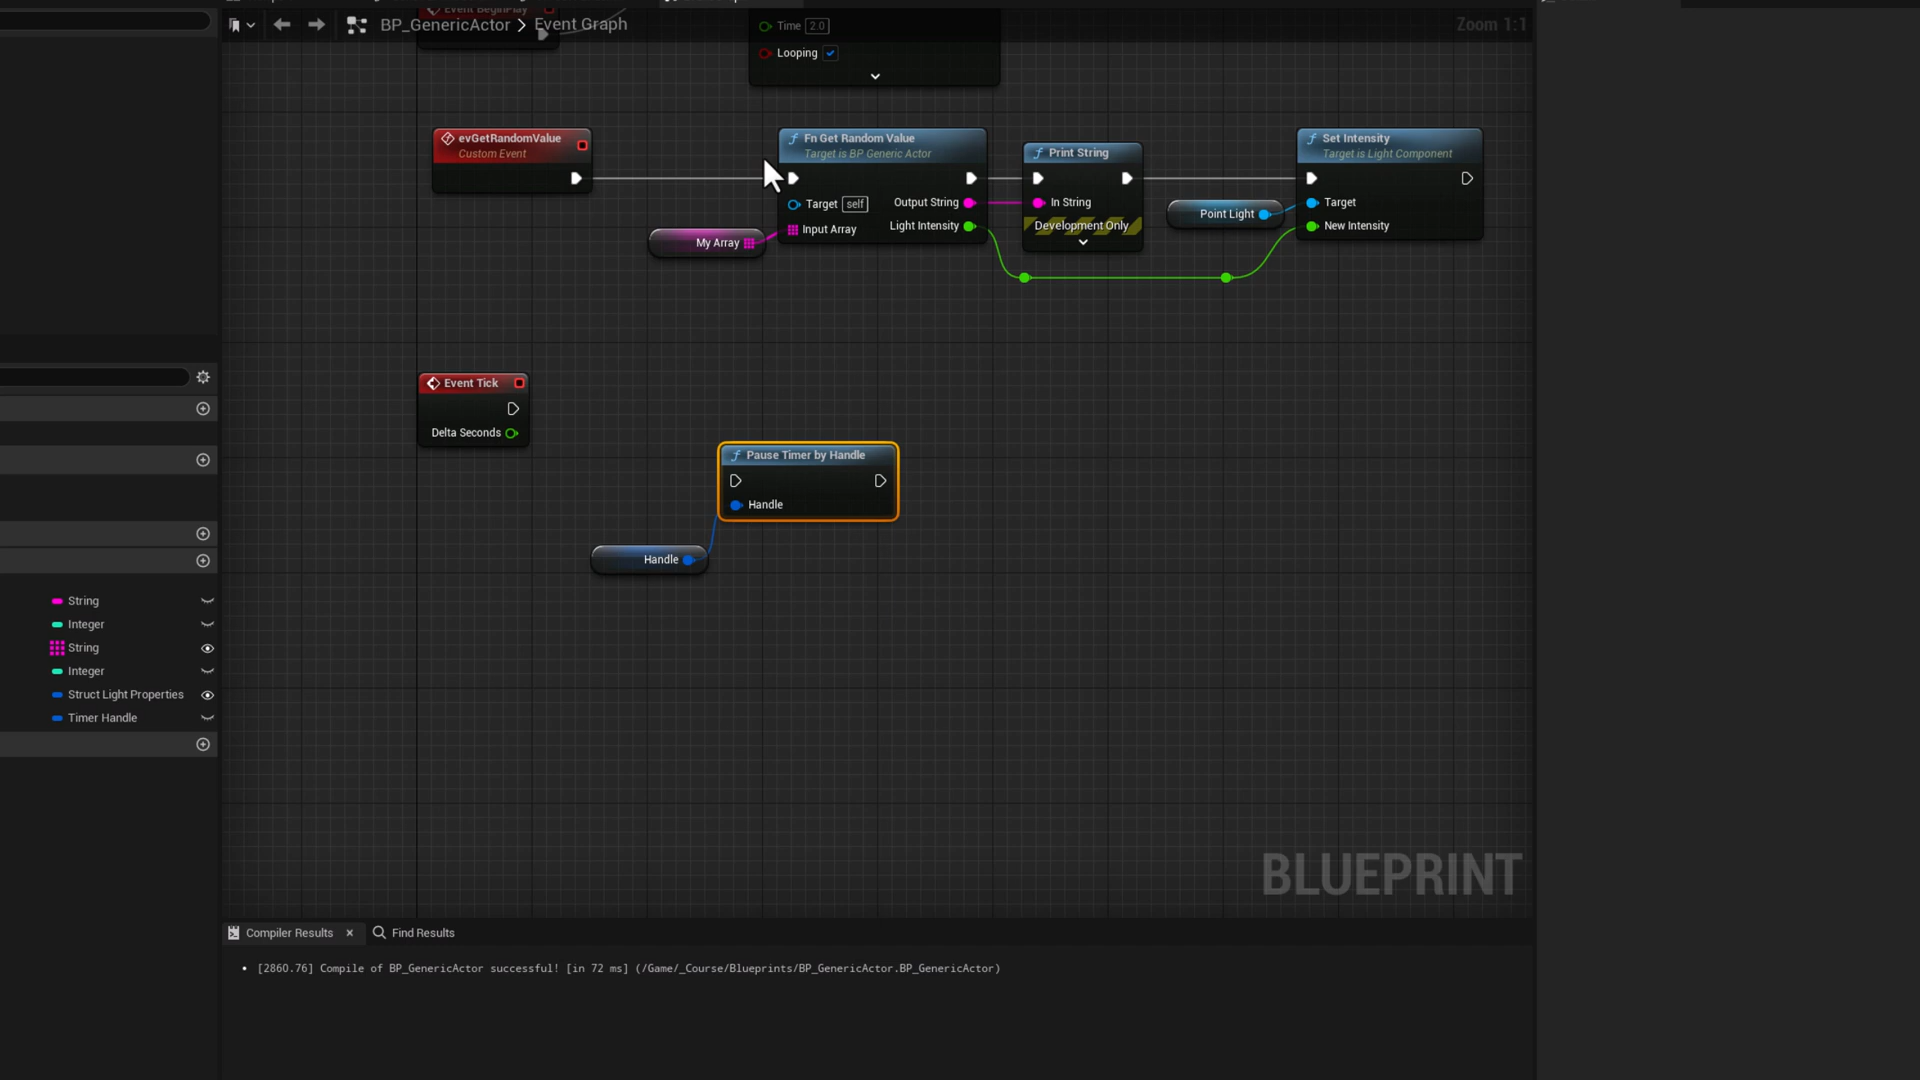 Event BeginPlay
BP_GenericActor > Event Graph
Zoom 1:1
Time 2.0
Looping
evGetRandomValue
Custom Event
Fn Get Random Value
Target is BP Generic Actor
Target self
Output String
Input Array
Light Intensity
My Array
Print String
In String
Development Only
Point Light
Set Intensity
Target is Light Component
Target
New Intensity
Event Tick
Delta Seconds
Pause Timer by Handle
Handle
Handle
String
Integer
String
Integer
Struct Light Properties
Timer Handle
BLUEPRINT
Compiler Results
Find Results
[2860.76] Compile of BP_GenericActor successful! [in 72 ms] (/Game/_Course/Blueprints/BP_GenericActor.BP_GenericActor)